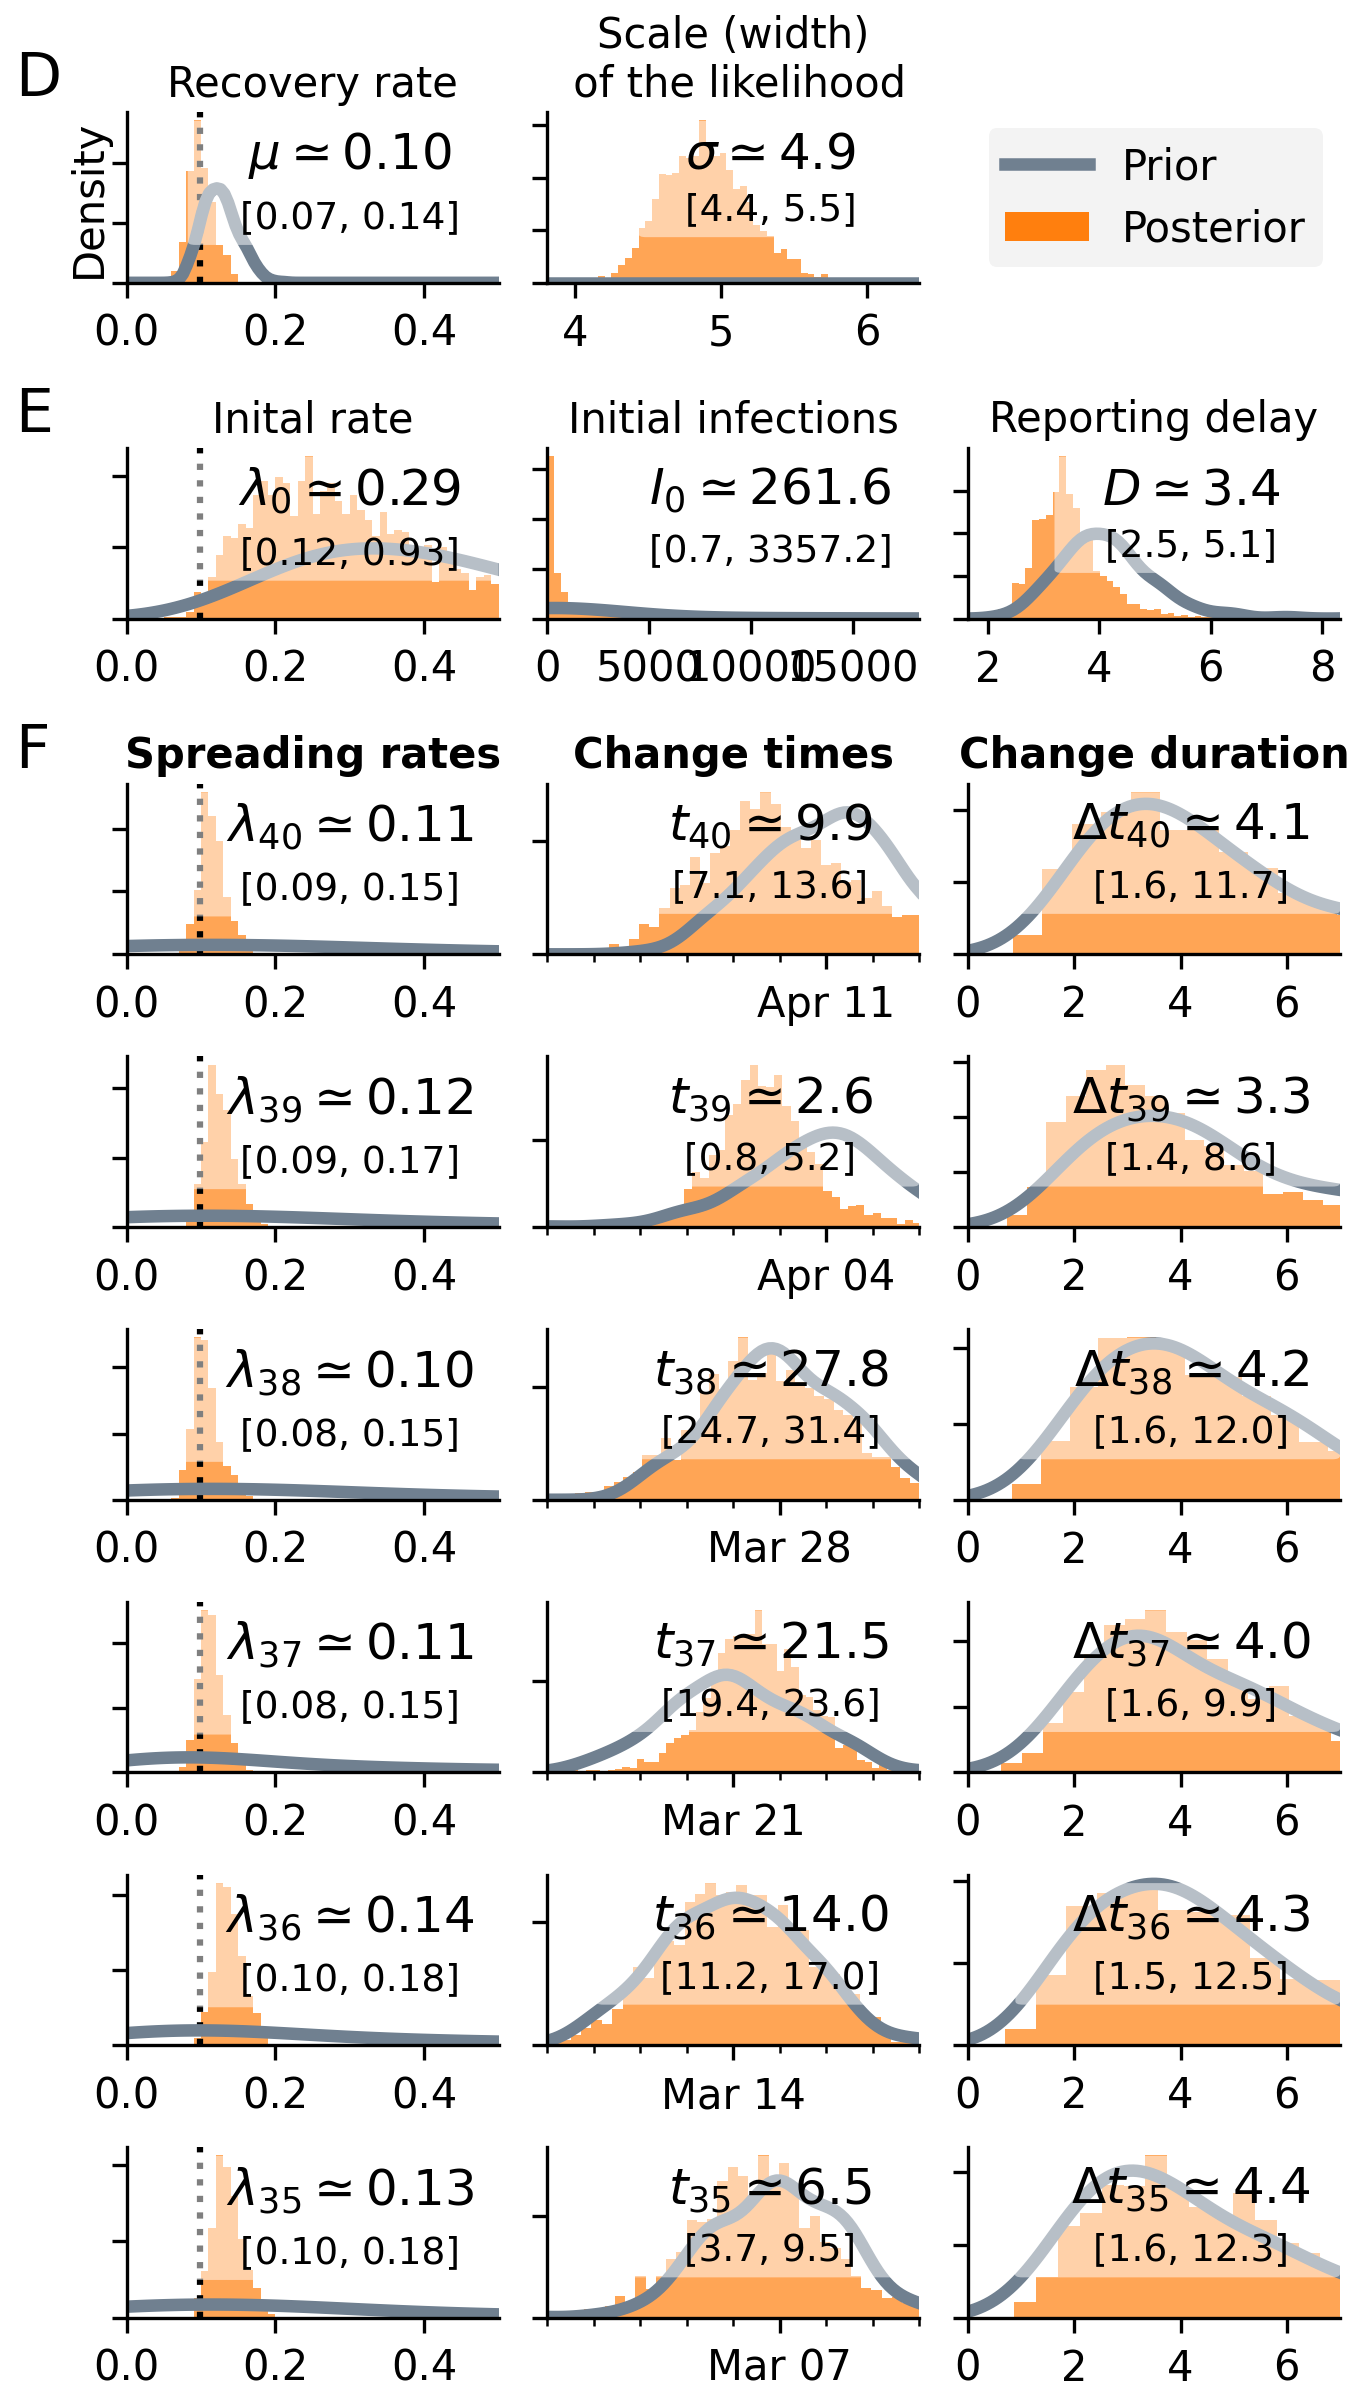 D
Recovery rate
Scale (width)
of the likelihood
Density
μ ≃ 0.10
[0.07, 0.14]
0.0 0.2 0.4
σ ≃ 4.9
[4.4, 5.5]
4 5 6
Prior
Posterior
E
Inital rate
λ0 ≃ 0.29
[0.12, 0.93]
0.0 0.2 0.4
Initial infections
I0 ≃ 261.6
[0.7, 3357.2]
0 5000 10000 15000
Reporting delay
D ≃ 3.4
[2.5, 5.1]
2 4 6 8
F
Spreading rates Change times Change duration
λ40 ≃ 0.11
[0.09, 0.15]
0.0 0.2 0.4
t40 ≃ 9.9
[7.1, 13.6]
Apr 11
Δt40 ≃ 4.1
[1.6, 11.7]
0 2 4 6
λ39 ≃ 0.12
[0.09, 0.17]
0.0 0.2 0.4
t39 ≃ 2.6
[0.8, 5.2]
Apr 04
Δt39 ≃ 3.3
[1.4, 8.6]
0 2 4 6
λ38 ≃ 0.10
[0.08, 0.15]
0.0 0.2 0.4
t38 ≃ 27.8
[24.7, 31.4]
Mar 28
Δt38 ≃ 4.2
[1.6, 12.0]
0 2 4 6
λ37 ≃ 0.11
[0.08, 0.15]
0.0 0.2 0.4
t37 ≃ 21.5
[19.4, 23.6]
Mar 21
Δt37 ≃ 4.0
[1.6, 9.9]
0 2 4 6
λ36 ≃ 0.14
[0.10, 0.18]
0.0 0.2 0.4
t36 ≃ 14.0
[11.2, 17.0]
Mar 14
Δt36 ≃ 4.3
[1.5, 12.5]
0 2 4 6
λ35 ≃ 0.13
[0.10, 0.18]
0.0 0.2 0.4
t35 ≃ 6.5
[3.7, 9.5]
Mar 07
Δt35 ≃ 4.4
[1.6, 12.3]
0 2 4 6